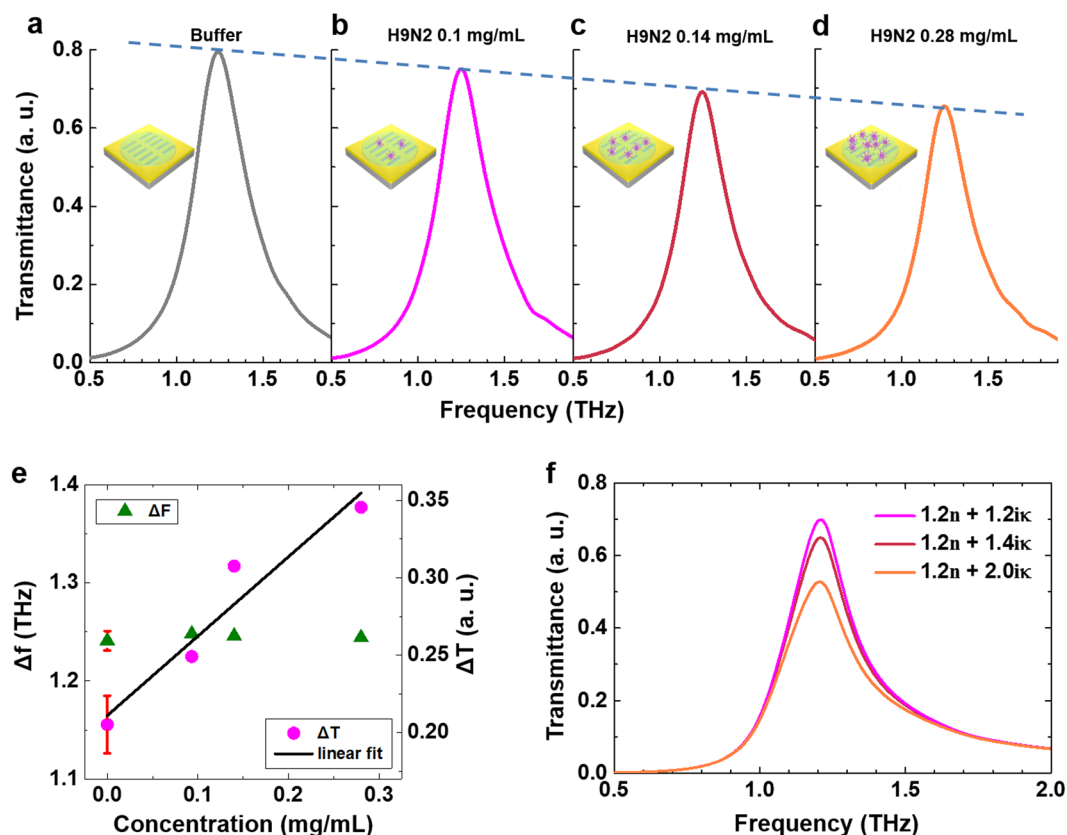 a
Buffer
b
H9N2 0.1 mg/mL
c
H9N2 0.14 mg/mL
d
H9N2 0.28 mg/mL
Transmittance (a. u.)
0.8
0.6
0.4
0.2
0.0
0.5 1.0 1.5 0.5 1.0 1.5 0.5 1.0 1.5 0.5 1.0 1.5
Frequency (THz)
e
Δf (THz)
1.4
1.3
1.2
1.1
ΔF
ΔT
linear fit
0.35
0.30
0.25
0.20
ΔT (a. u.)
0.0 0.1 0.2 0.3
Concentration (mg/mL)
f
Transmittance (a. u.)
0.8
0.6
0.4
0.2
0.0
1.2n + 1.2iκ
1.2n + 1.4iκ
1.2n + 2.0iκ
0.5 1.0 1.5 2.0
Frequency (THz)